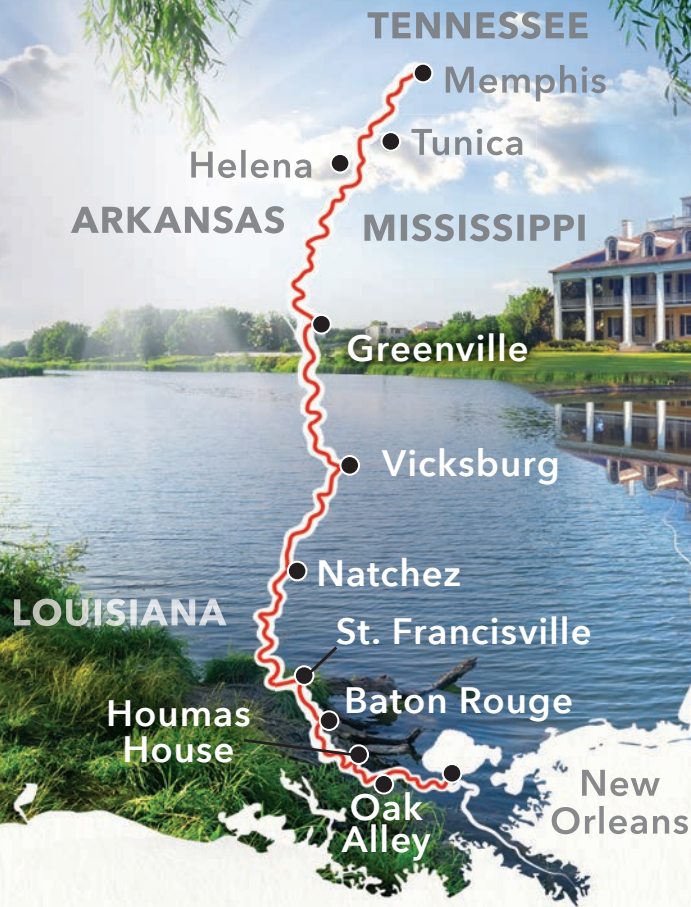 TENNESSEE
Memphis
Tunica
Helena
ARKANSAS
MISSISSIPPI
Greenville
Vicksburg
Natchez
LOUISIANA
St. Francisville
Baton Rouge
Houmas
House
Oak
Alley
New
Orleans